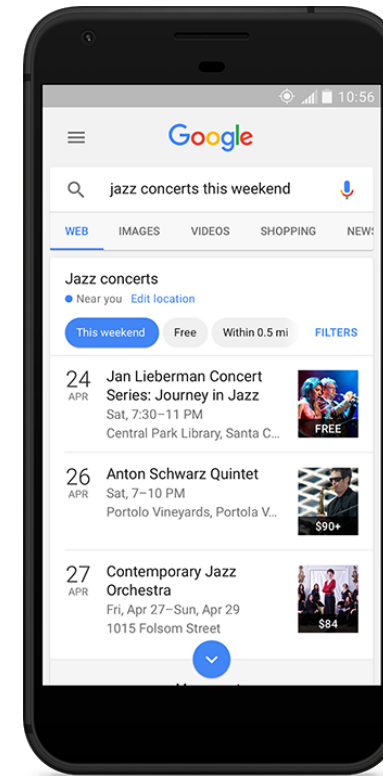 10:56
Google
jazz concerts this weekend
WEB IMAGES VIDEOS SHOPPING NEWS
Jazz concerts
Near you Edit location
This weekend Free Within 0.5 mi FILTERS
24 APR
Jan Lieberman Concert
Series: Journey in Jazz
Sat, 7:30–11 PM
Central Park Library, Santa C...
FREE
26 APR
Anton Schwarz Quintet
Sat, 7–10 PM
Portolo Vineyards, Portola V...
$90+
27 APR
Contemporary Jazz
Orchestra
Fri, Apr 27–Sun, Apr 29
1015 Folsom Street
$84